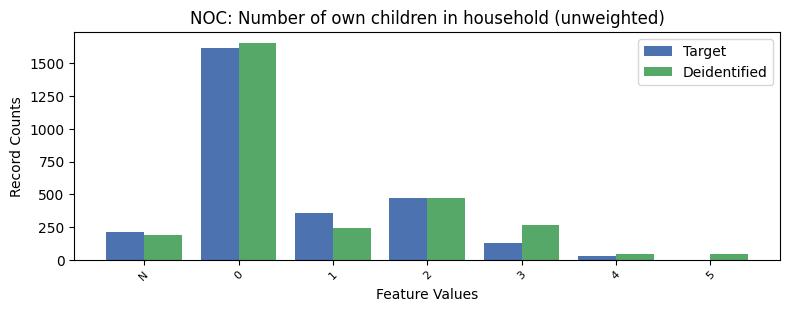 NOC: Number of own children in household (unweighted)
Target
Deidentified
Record Counts
1500
1250
1000
750
500
250
0
N 0 1 2 3 4 5
Feature Values